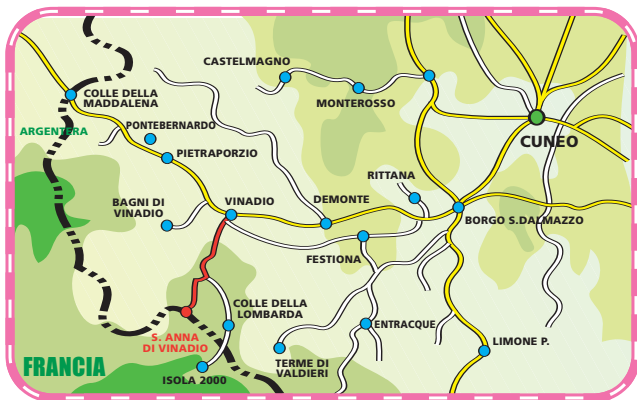 CASTELMAGNO
COLLE DELLA
MADDALENA
MONTEROSSO
ARGENTERA
PONTEBERNARDO
CUNEO
PIETRAPORZIO
RITTANA
BAGNI DI
VINADIO
VINADIO
DEMONTE
BORGO S.DALMAZZO
FESTIONA
COLLE DELLA
LOMBARDA
ENTRACQUE
S. ANNA
DI VINADIO
LIMONE P.
FRANCIA
TERME DI
VALDIERI
ISOLA 2000